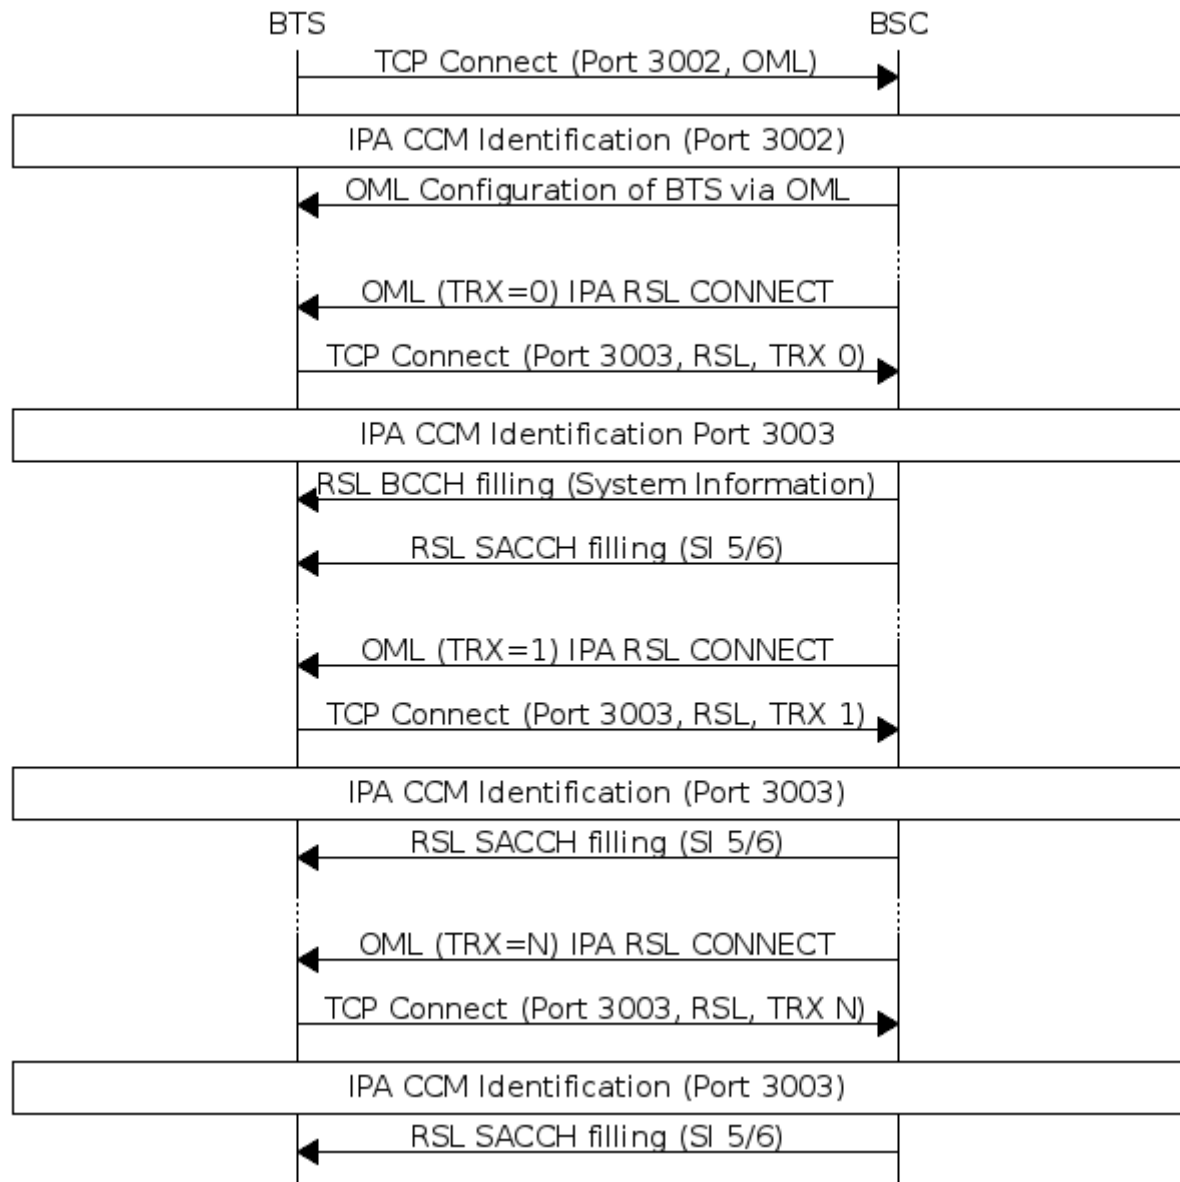 BTS BSC
TCP Connect (Port 3002, OML)
IPA CCM Identification (Port 3002)
OML Configuration of BTS via OML
OML (TRX=0) IPA RSL CONNECT
TCP Connect (Port 3003, RSL, TRX 0)
IPA CCM Identification Port 3003
RSL BCCH filling (System Information)
RSL SACCH filling (SI 5/6)
OML (TRX=1) IPA RSL CONNECT
TCP Connect (Port 3003, RSL, TRX 1)
IPA CCM Identification (Port 3003)
RSL SACCH filling (SI 5/6)
OML (TRX=N) IPA RSL CONNECT
TCP Connect (Port 3003, RSL, TRX N)
IPA CCM Identification (Port 3003)
RSL SACCH filling (SI 5/6)